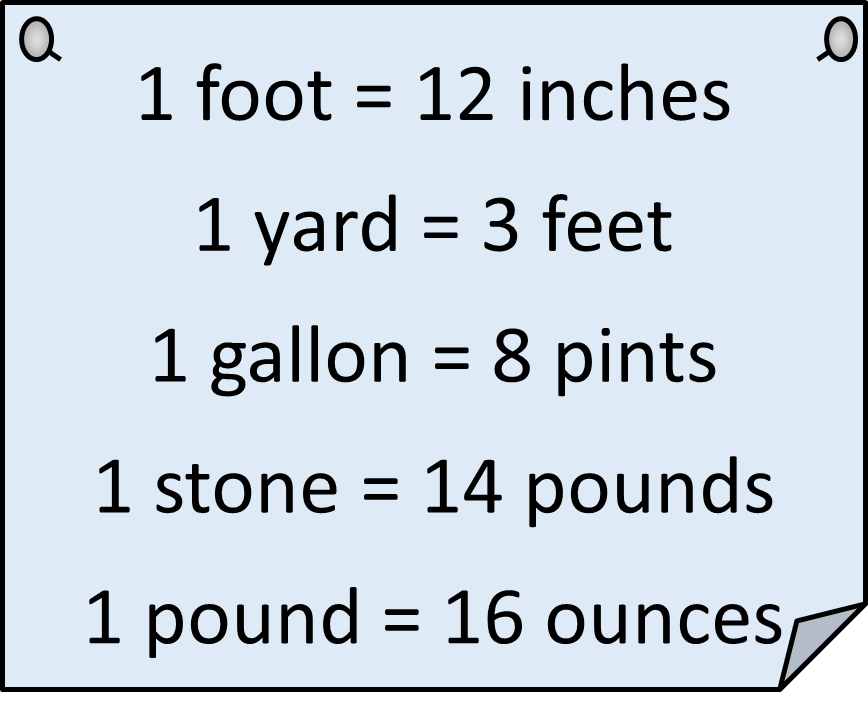 1 foot = 12 inches
1 yard = 3 feet
1 gallon = 8 pints
1 stone = 14 pounds
1 pound = 16 ounces